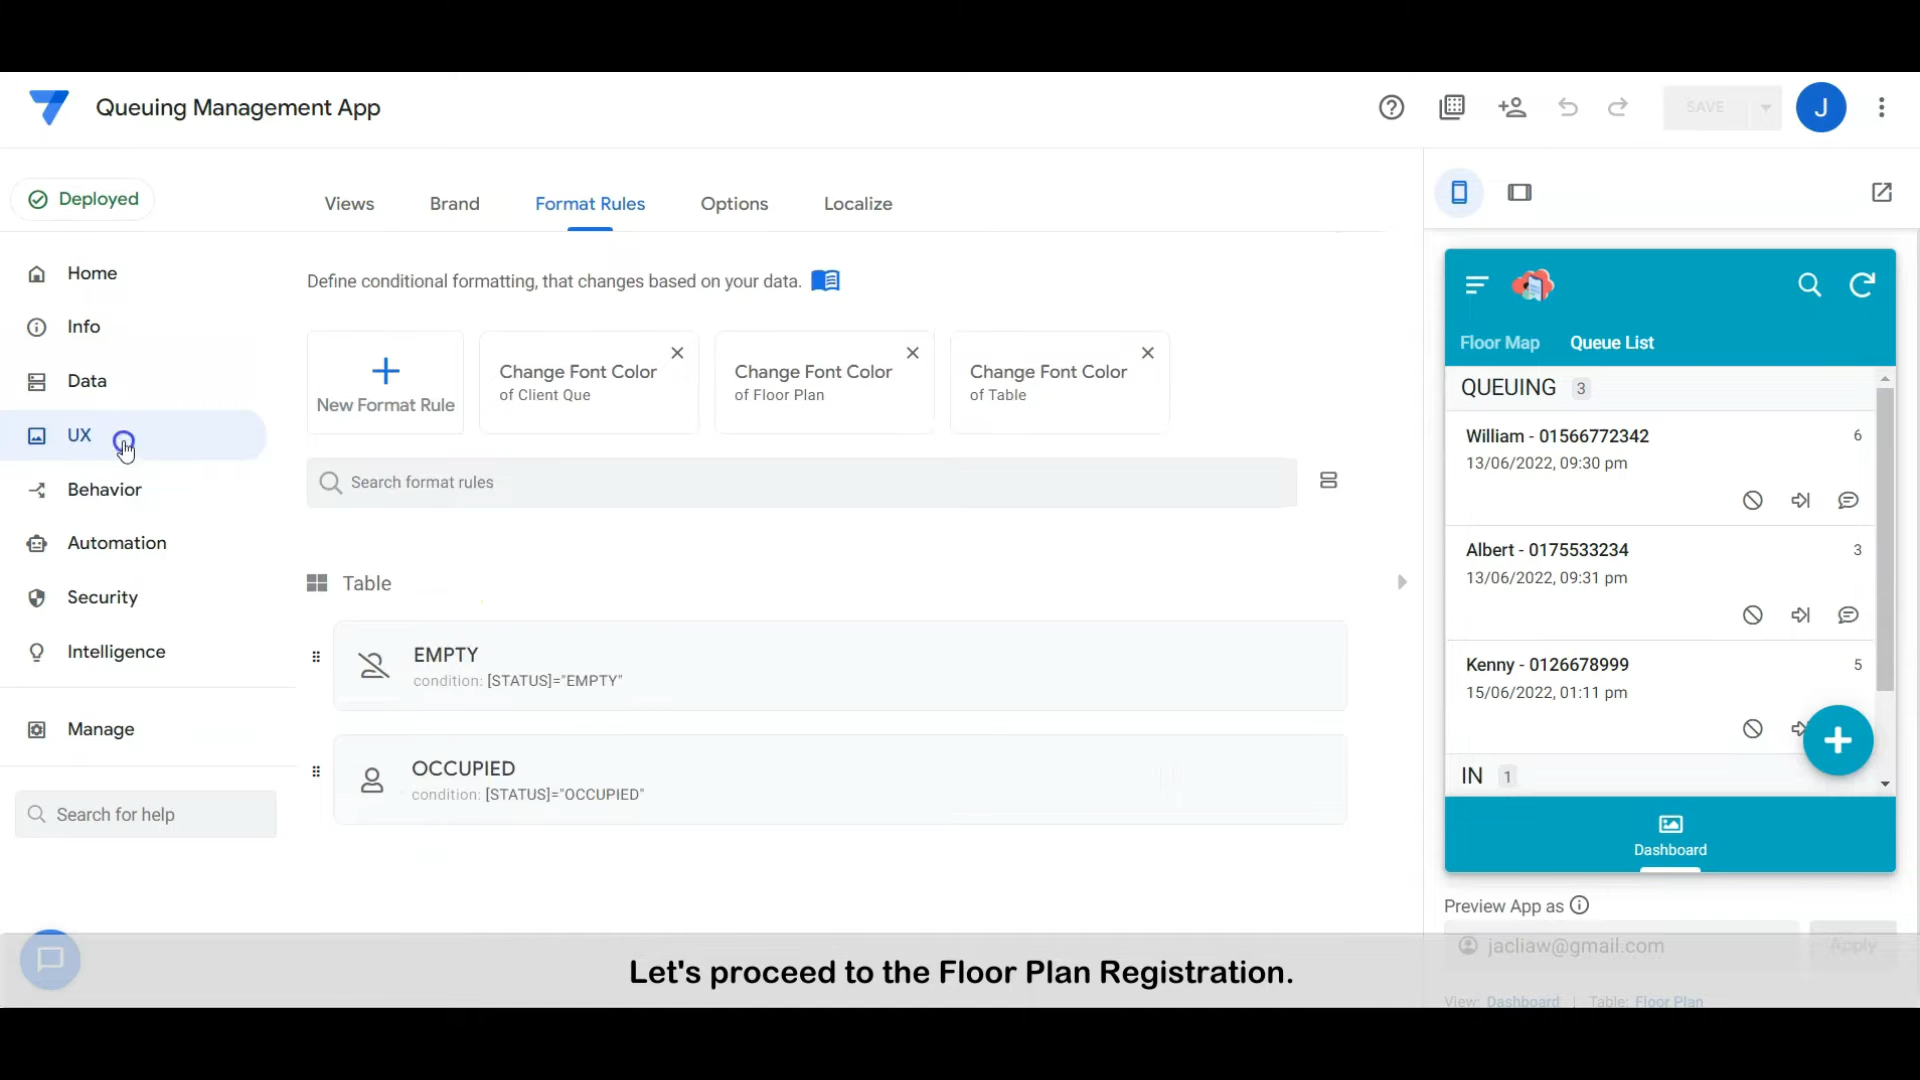 Queuing Management App
SAVE
J
Deployed
Home
Info
Data
UX
Behavior
Automation
Security
Intelligence
Manage
Search for help
Views
Brand
Format Rules
Options
Localize
Define conditional formatting, that changes based on your data.
New Format Rule
Change Font Color
of Client Que
Change Font Color
of Floor Plan
Change Font Color
of Table
Search format rules
Table
EMPTY
condition: [STATUS]="EMPTY"
OCCUPIED
condition: [STATUS]="OCCUPIED"
Floor Map
Queue List
QUEUING 3
William - 01566772342 6
13/06/2022, 09:30 pm
Albert - 0175533234 3
13/06/2022, 09:31 pm
Kenny - 0126678999 5
15/06/2022, 01:11 pm
IN 1
Dashboard
Preview App as
jacliaw@gmail.com
Apply
View: Dashboard | Table: Floor Plan
Let's proceed to the Floor Plan Registration.